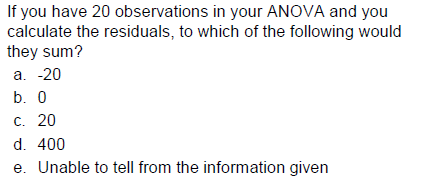 If you have 20 observations in your ANOVA and you
calculate the residuals, to which of the following would
they sum?
a. -20
b. 0
c. 20
d. 400
e. Unable to tell from the information given